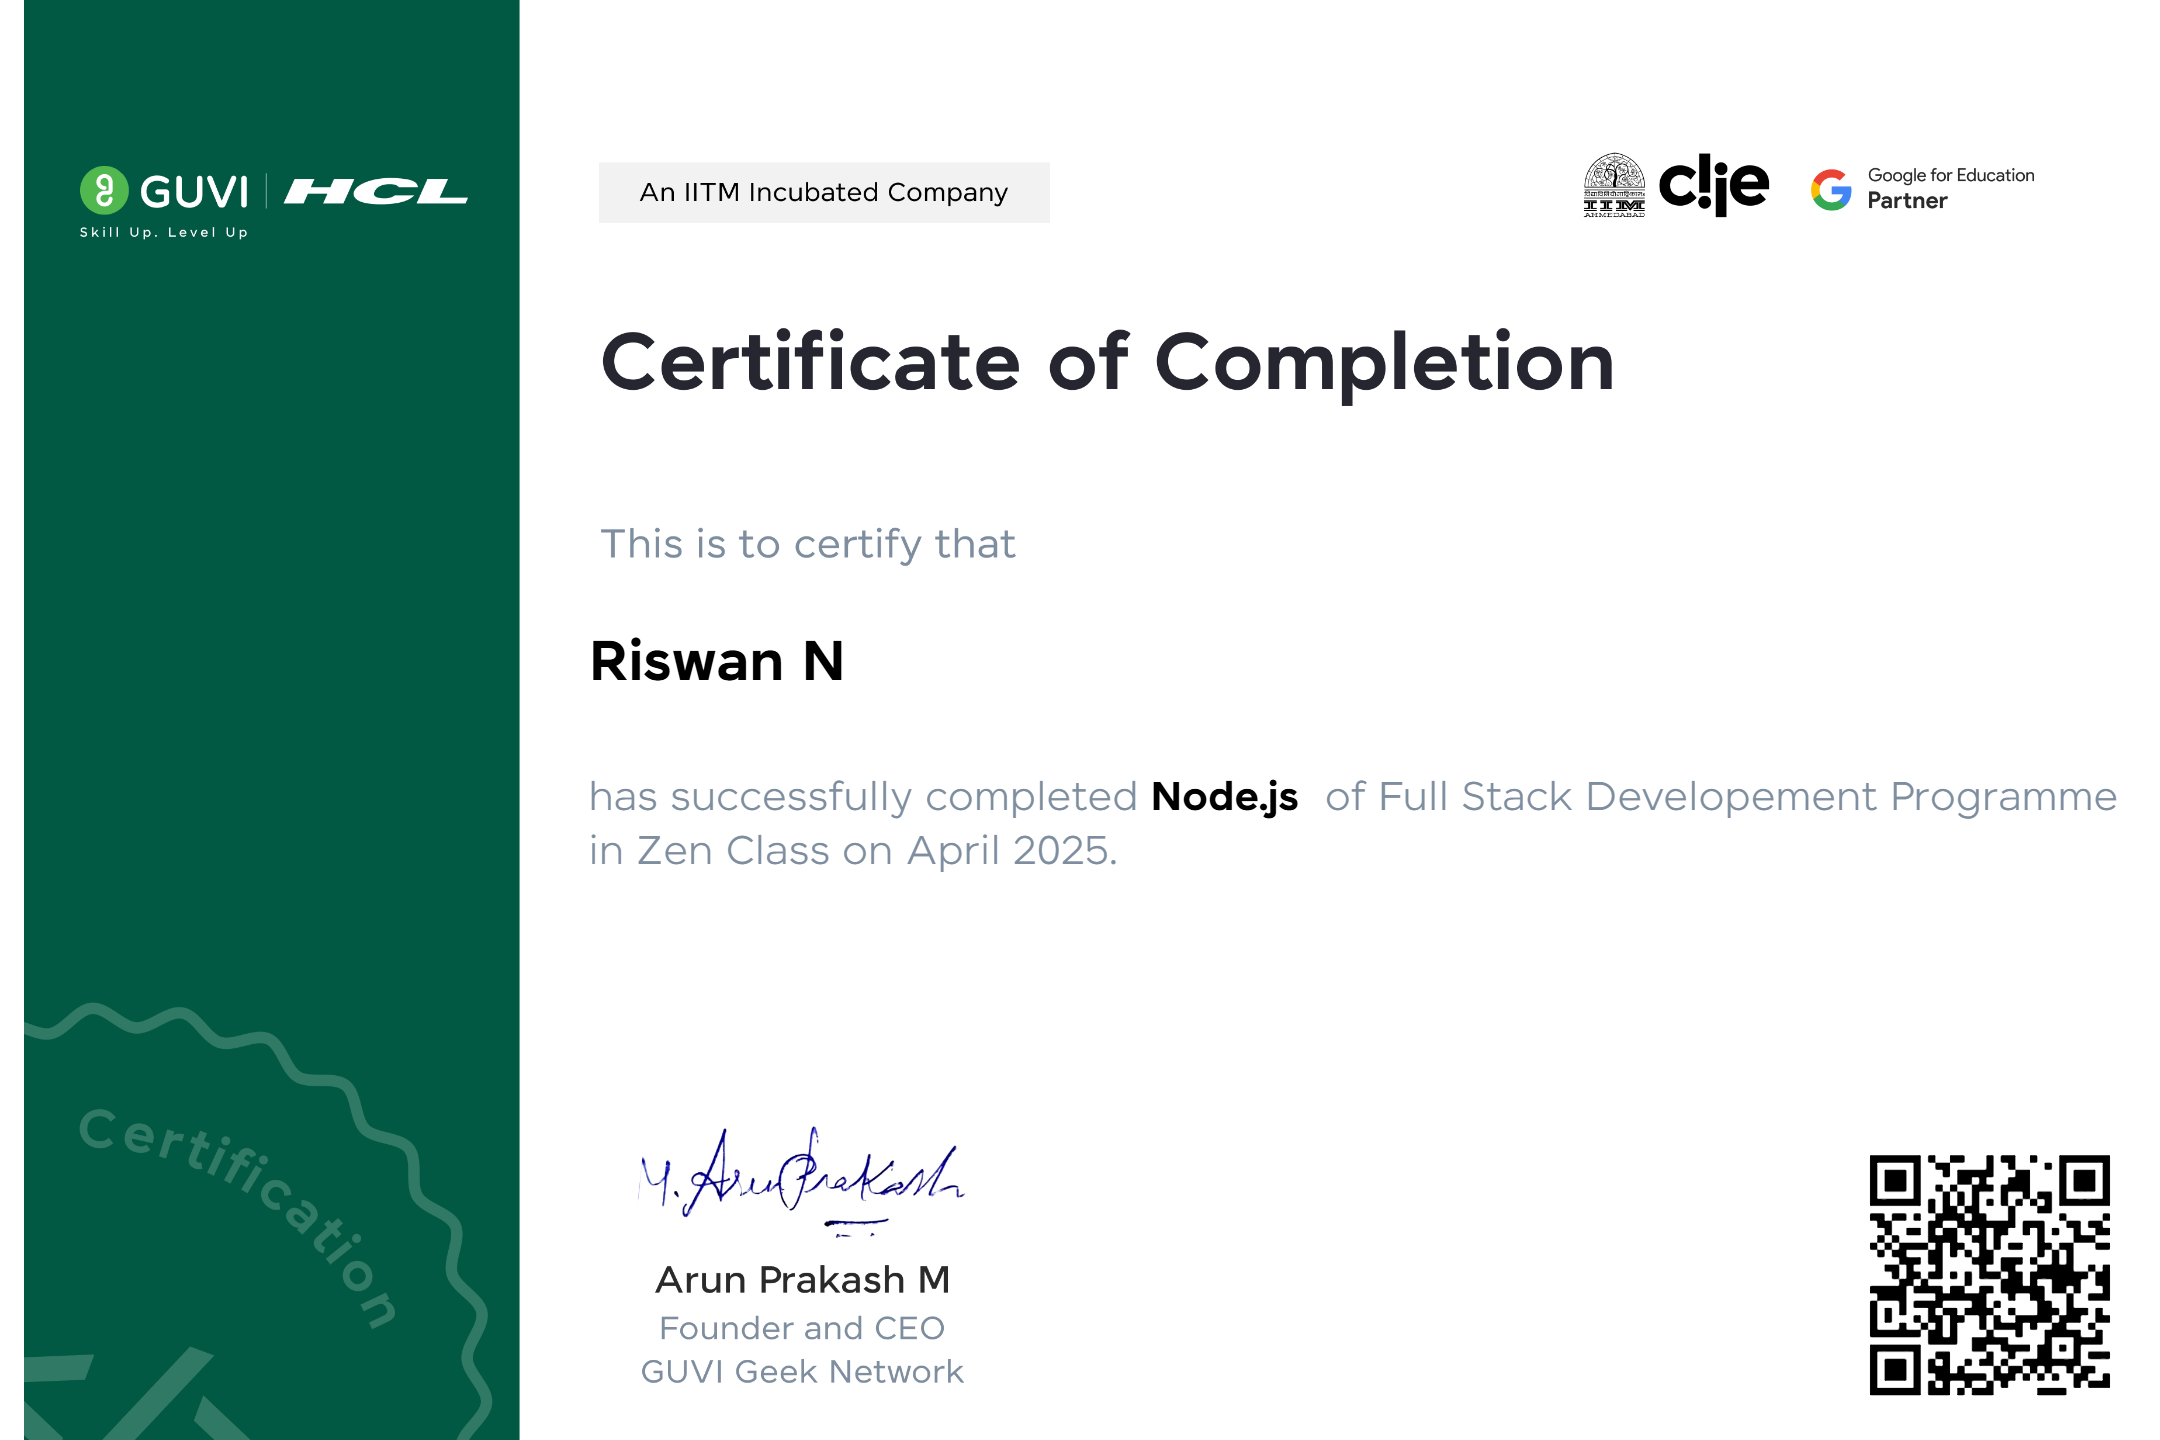 GUVI | HCL
Skill Up. Level Up
An IITM Incubated Company
IIM
AHMEDABAD
c!ie
Google for Education
Partner
Certificate of Completion
This is to certify that
Riswan N
has successfully completed Node.js of Full Stack Developement Programme
in Zen Class on April 2025.
Certification
M. Arun Prakash
Arun Prakash M
Founder and CEO
GUVI Geek Network